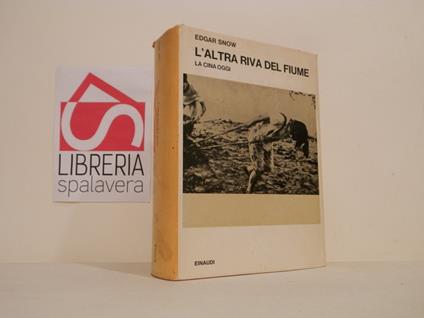 EDGAR SNOW
L'ALTRA RIVA DEL FIUME
LA CINA OGGI
EINAUDI
S
LIBRERIA
spalavera